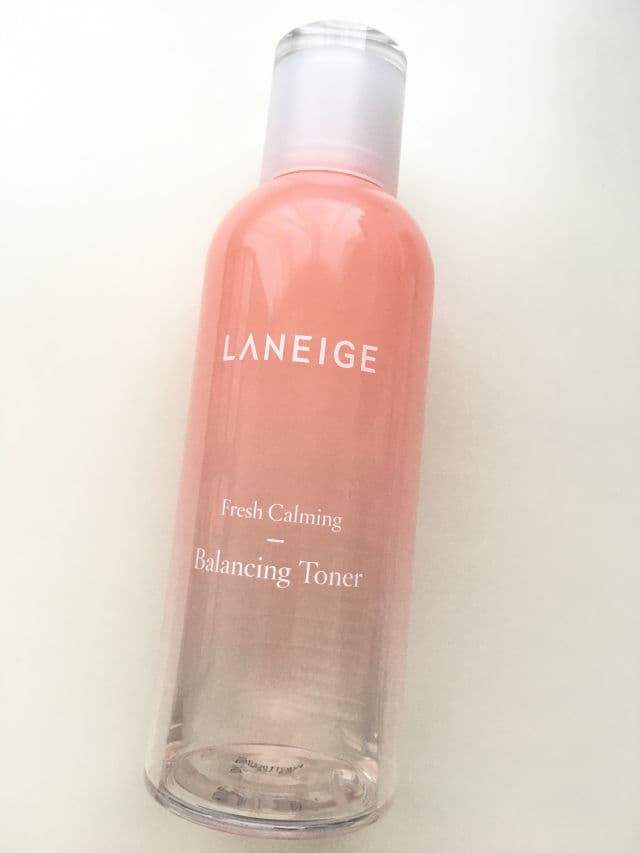 LANEIGE
Fresh Calming
Balancing Toner